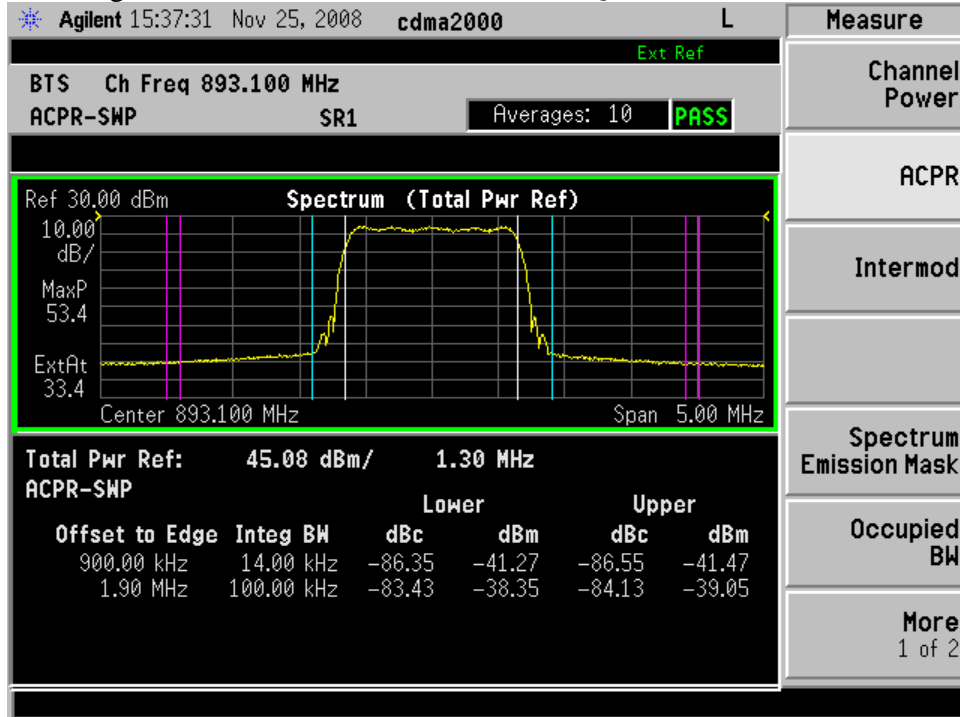 Agilent 15:37:31 Nov 25, 2008 cdma2000 L
Ext Ref
BTS Ch Freq 893.100 MHz
ACPR-SWP SR1 Averages: 10 PASS
Ref 30.00 dBm Spectrum (Total Pwr Ref)
10.00
dB/
MaxP
53.4
ExtAt
33.4
Center 893.100 MHz Span 5.00 MHz
Total Pwr Ref: 45.08 dBm/ 1.30 MHz
ACPR-SWP
Lower Upper
Offset to Edge Integ BW dBc dBm dBc dBm
900.00 kHz 14.00 kHz -86.35 -41.27 -86.55 -41.47
1.90 MHz 100.00 kHz -83.43 -38.35 -84.13 -39.05
Measure
Channel
Power
ACPR
Intermod
Spectrum
Emission Mask
Occupied
BW
More
1 of 2